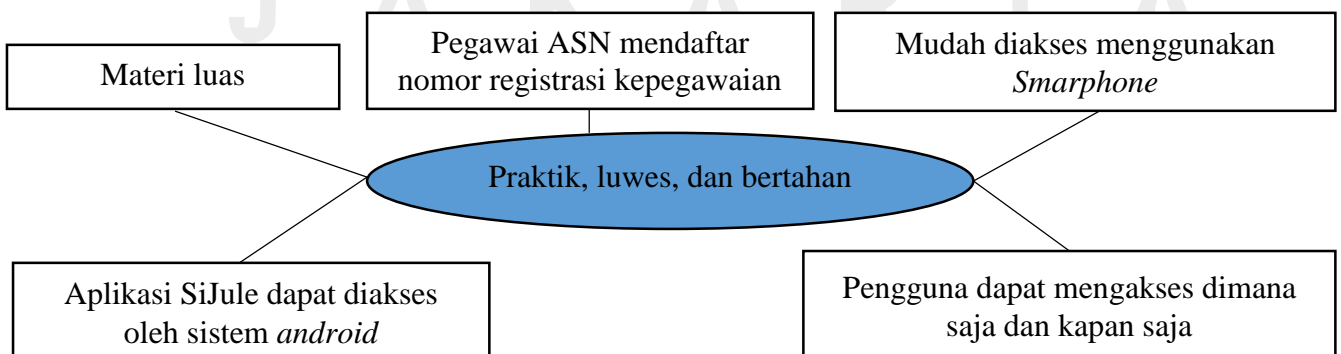 J A K A R T A
Materi luas
Pegawai ASN mendaftar
nomor registrasi kepegawaian
Mudah diakses menggunakan
Smarphone
Praktik, luwes, dan bertahan
Aplikasi SiJule dapat diakses
oleh sistem android
Pengguna dapat mengakses dimana
saja dan kapan saja